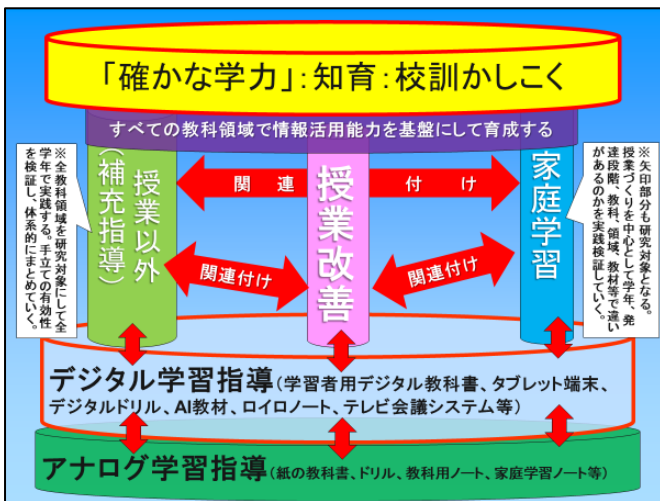 「確かな学力」:知育:校訓かしこく
すべての教科領域で情報活用能力を基盤にして育成する
授業以外
(補充指導)
関連
付け
授業改善
家庭学習
関連付け
関連付け
※全教科領域を研究対象にして全
学年で実践する。手立ての有効性
を検証し、体系的にまとめていく。
※矢印部分も研究対象となる。
授業づくりを中心として学年、発
達段階、教科、領域、教材等で違い
があるのかを実践検証していく。
デジタル学習指導(学習者用デジタル教科書、タブレット端末、
デジタルドリル、AI教材、ロイロノート、テレビ会議システム等)
アナログ学習指導(紙の教科書、ドリル、教科用ノート、家庭学習ノート等)